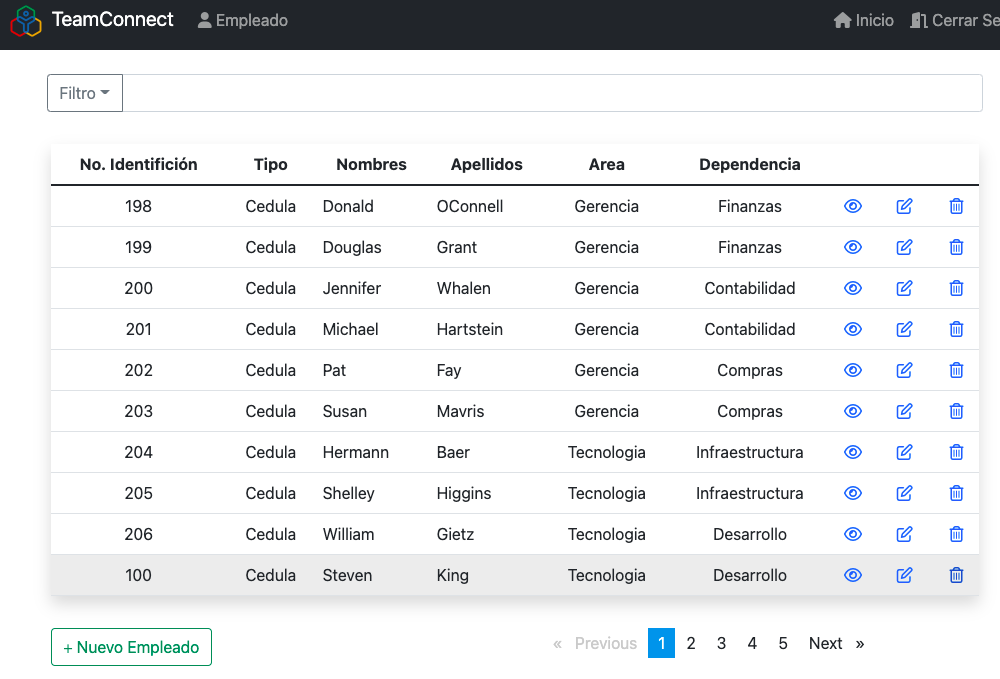 TeamConnect Empleado Inicio Cerrar Se
Filtro
No. Identifición Tipo Nombres Apellidos Area Dependencia
198 Cedula Donald OConnell Gerencia Finanzas
199 Cedula Douglas Grant Gerencia Finanzas
200 Cedula Jennifer Whalen Gerencia Contabilidad
201 Cedula Michael Hartstein Gerencia Contabilidad
202 Cedula Pat Fay Gerencia Compras
203 Cedula Susan Mavris Gerencia Compras
204 Cedula Hermann Baer Tecnologia Infraestructura
205 Cedula Shelley Higgins Tecnologia Infraestructura
206 Cedula William Gietz Tecnologia Desarrollo
100 Cedula Steven King Tecnologia Desarrollo
+ Nuevo Empleado « Previous 1 2 3 4 5 Next »